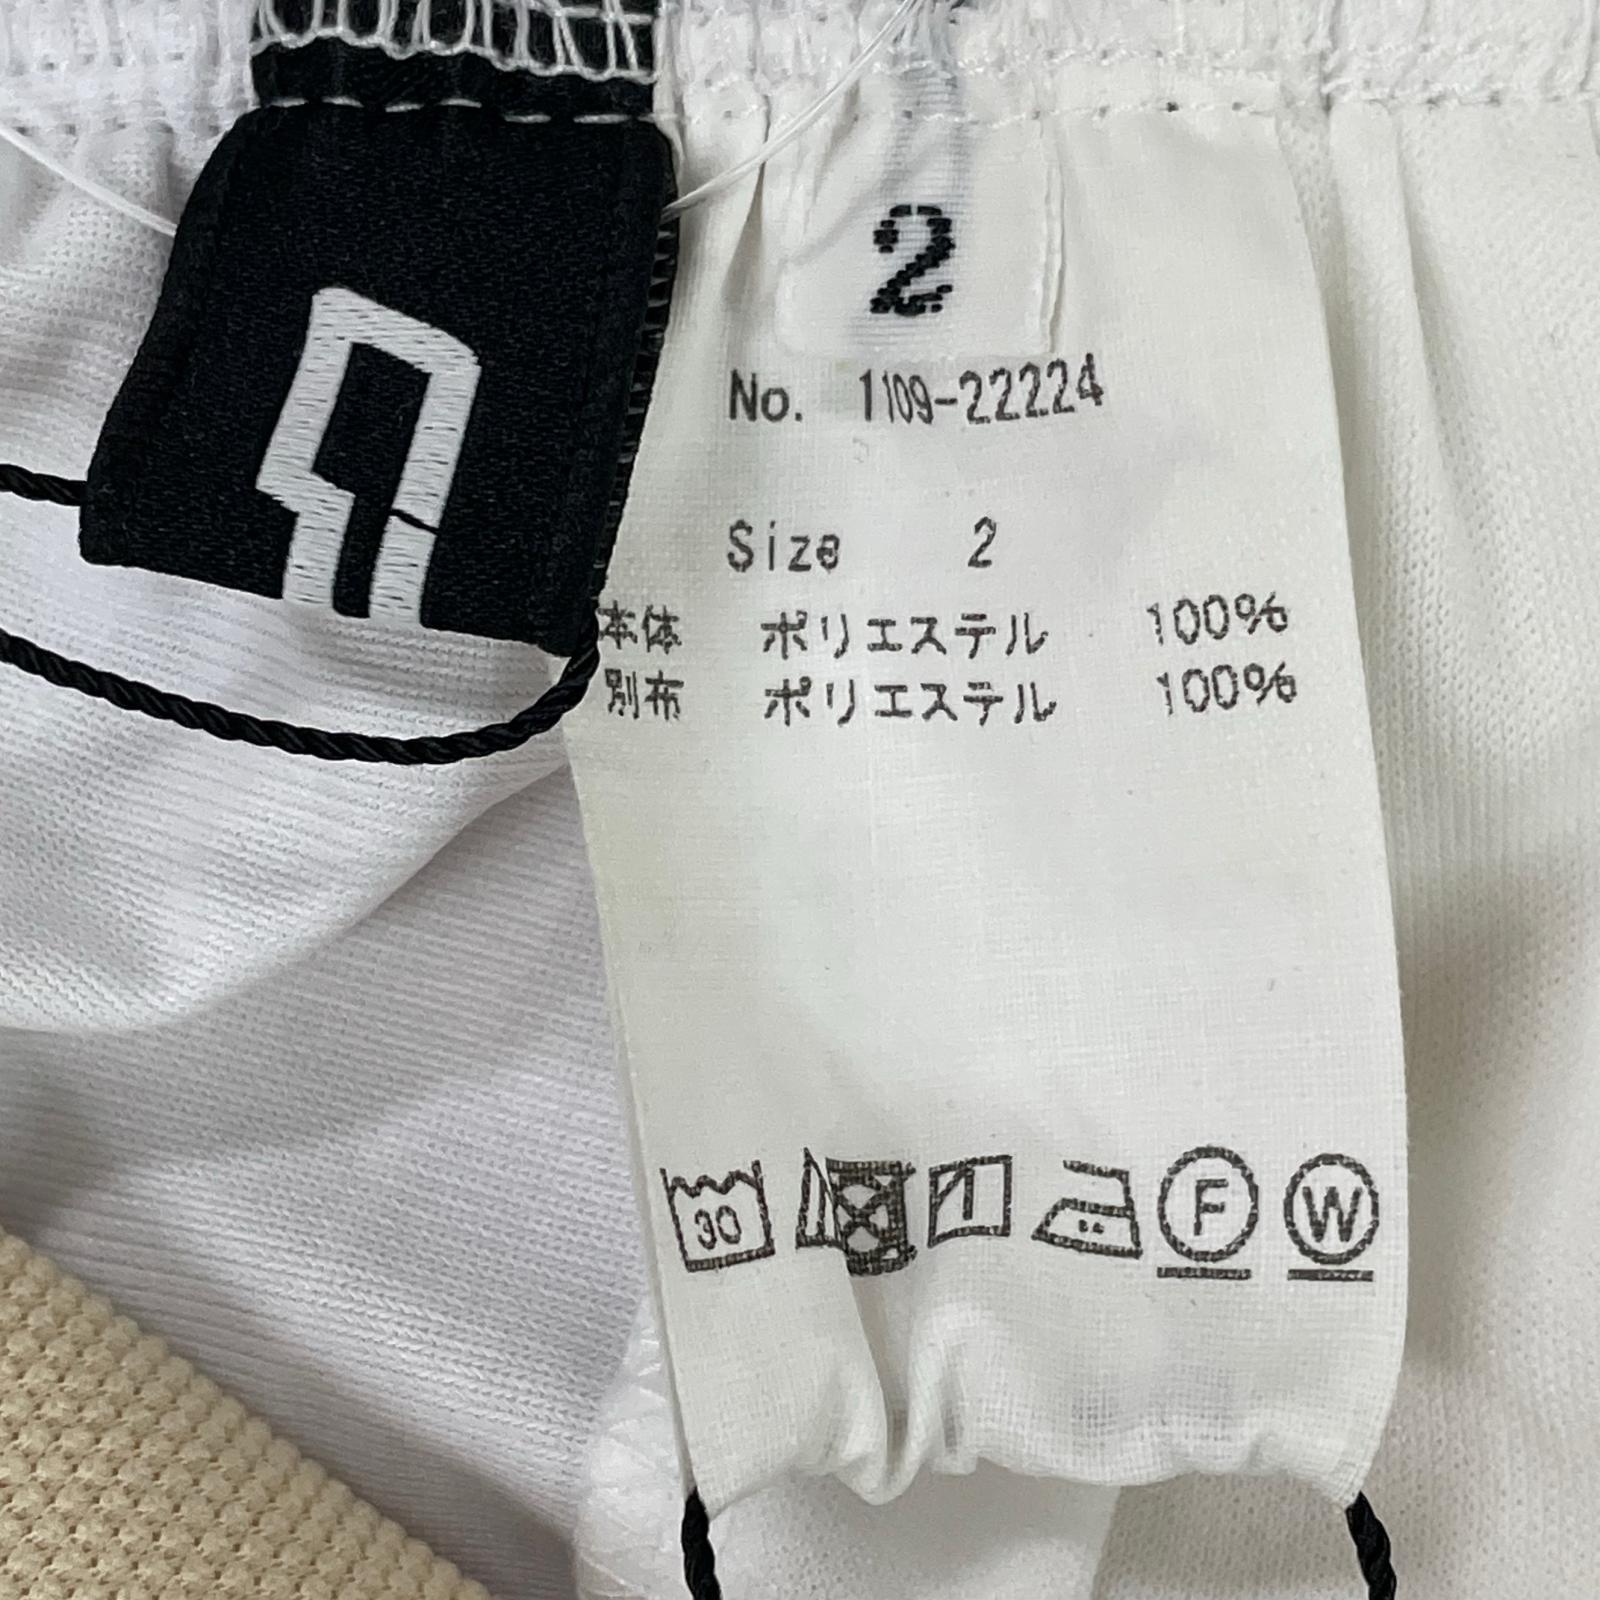 2
No. 1109-22224
Size 2
本体 ポリエステル 100%
別布 ポリエステル 100%
30 F W